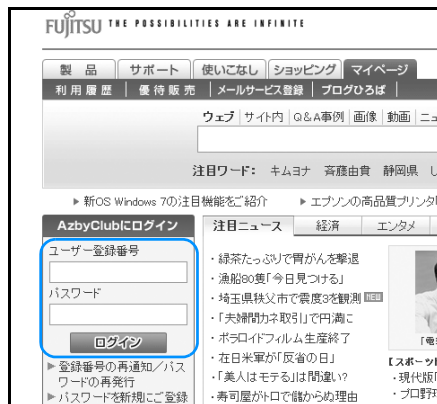 FUJITSU THE POSSIBILITIES ARE INFINITE
製品 サポート 使いこなし ショッピング マイページ
利用履歴 優待販売 メールサービス登録 ブログひろば
ウェブ サイト内 Q&A事例 画像 動画 ニュ
注目ワード: キムヨナ 斉藤由貴 静岡県 し
▶新OS Windows 7の注目機能をご紹介 ▶エプソンの高品質プリンタ
AzbyClubにログイン 注目ニュース 経済 エンタメ
ユーザー登録番号
パスワード
ログイン
▶登録番号の再通知/パス
ワードの再発行
▶パスワードを新規にご登録
・緑茶たっぷりで胃がんを撃退
・漁船80隻「今日見つける」
・埼玉県秩父市で震度3を観測 NEW
・「夫婦間カネ取引」で円満に
・ポラロイドフィルム生産終了
・在日米軍が「反省の日」
・「美人はモテる」は間違い?
・寿司屋がトロで儲からぬ理由
「竜
【スポーツ
・現代版「
・プロ野球